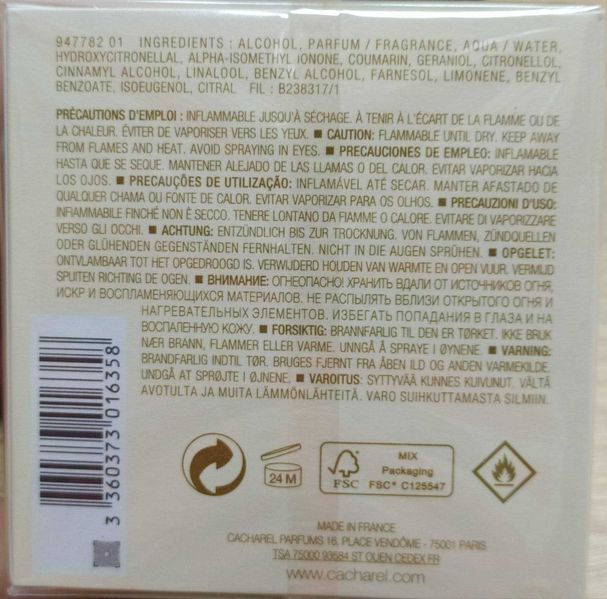 947782 01 INGREDIENTS : ALCOHOL, PARFUM / FRAGRANCE, AQUA / WATER,
HYDROXYCITRONELLAL, ALPHA-ISOMETHYL IONONE, COUMARIN, GERANIOL, CITRONELLOL,
CINNAMYL ALCOHOL, LINALOOL, BENZYL ALCOHOL, FARNESOL, LIMONENE, BENZYL
BENZOATE, ISOEUGENOL, CITRAL FIL : B238317/1
PRÉCAUTIONS D'EMPLOI : INFLAMMABLE JUSQU'À SÉCHAGE. À TENIR À L'ÉCART DE LA FLAMME OU DE
LA CHALEUR. ÉVITER DE VAPORISER VERS LES YEUX. ■ CAUTION: FLAMMABLE UNTIL DRY. KEEP AWAY
FROM FLAMES AND HEAT. AVOID SPRAYING IN EYES. ■ PRECAUCIONES DE EMPLEO: INFLAMABLE
HASTA QUE SE SEQUE. MANTENER ALEJADO DE LAS LLAMAS O DEL CALOR. EVITAR VAPORIZAR HACIA
LOS OJOS. ■ PRECAUÇÕES DE UTILIZAÇÃO: INFLAMÁVEL ATÉ SECAR. MANTER AFASTADO DE
QUALQUER CHAMA OU FONTE DE CALOR. EVITAR VAPORIZAR PARA OS OLHOS. ■ PRECAUZIONI D'USO:
INFIAMMABILE FINCHÉ NON È SECCO. TENERE LONTANO DA FIAMME O CALORE. EVITARE DI VAPORIZZARE
VERSO GLI OCCHI. ■ ACHTUNG: ENTZÜNDLICH BIS ZUR TROCKNUNG. VON FLAMMEN, ZÜNDQUELLEN
ODER GLÜHENDEN GEGENSTÄNDEN FERNHALTEN. NICHT IN DIE AUGEN SPRÜHEN. ■ OPGELET:
ONTVLAMBAAR TOT HET OPGEDROOGD IS. VERWIJDERD HOUDEN VAN WARMTE EN OPEN VUUR. VERMIJD
SPUITEN RICHTING DE OGEN. ■ ВНИМАНИЕ: ОГНЕОПАСНО! ХРАНИТЬ ВДАЛИ ОТ ИСТОЧНИКОВ ОГНЯ,
ИСКР И ВОСПЛАМЕНЯЮЩИХСЯ МАТЕРИАЛОВ. НЕ РАСПЫЛЯТЬ ВБЛИЗИ ОТКРЫТОГО ОГНЯ И
НАГРЕВАТЕЛЬНЫХ ЭЛЕМЕНТОВ. ИЗБЕГАТЬ ПОПАДАНИЯ В ГЛАЗА И НА
ВОСПАЛЕННУЮ КОЖУ. ■ FORSIKTIG: BRANNFARLIG TIL DEN ER TØRKET. IKKE BRUK
NÆR BRANN, FLAMMER ELLER VARME. UNNGÅ Å SPRAYE I ØYNENE. ■ VARNING:
BRANDFARLIG INDTIL TØR. BRUGES FJERNT FRA ÅBEN ILD OG ANDEN VARMEKILDE.
UNDGÅ AT SPRØJTE I ØJNENE. ■ VAROITUS: SYTTYVÄÄ KUNNES KUIVUNUT. VÄLTÄ
AVOTULTA JA MUITA LÄMMÖNLÄHTEITÄ. VARO SUIHKUTTAMASTA SILMIIN.
3 360373 016358
24 M
FSC
MIX
Packaging
FSC® C125547
MADE IN FRANCE
CACHAREL PARFUMS 16, PLACE VENDÔME - 75001 PARIS
TSA 75000 93584 ST OUEN CEDEX FR
www.cacharel.com